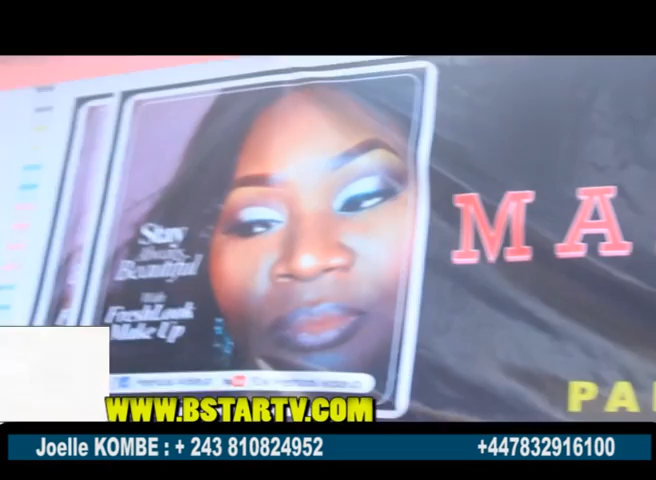 MA
Stay
Beautiful
FreshLook
Make Up
PA
WWW.BSTARTV.COM
Joelle KOMBE : + 243 810824952
+447832916100